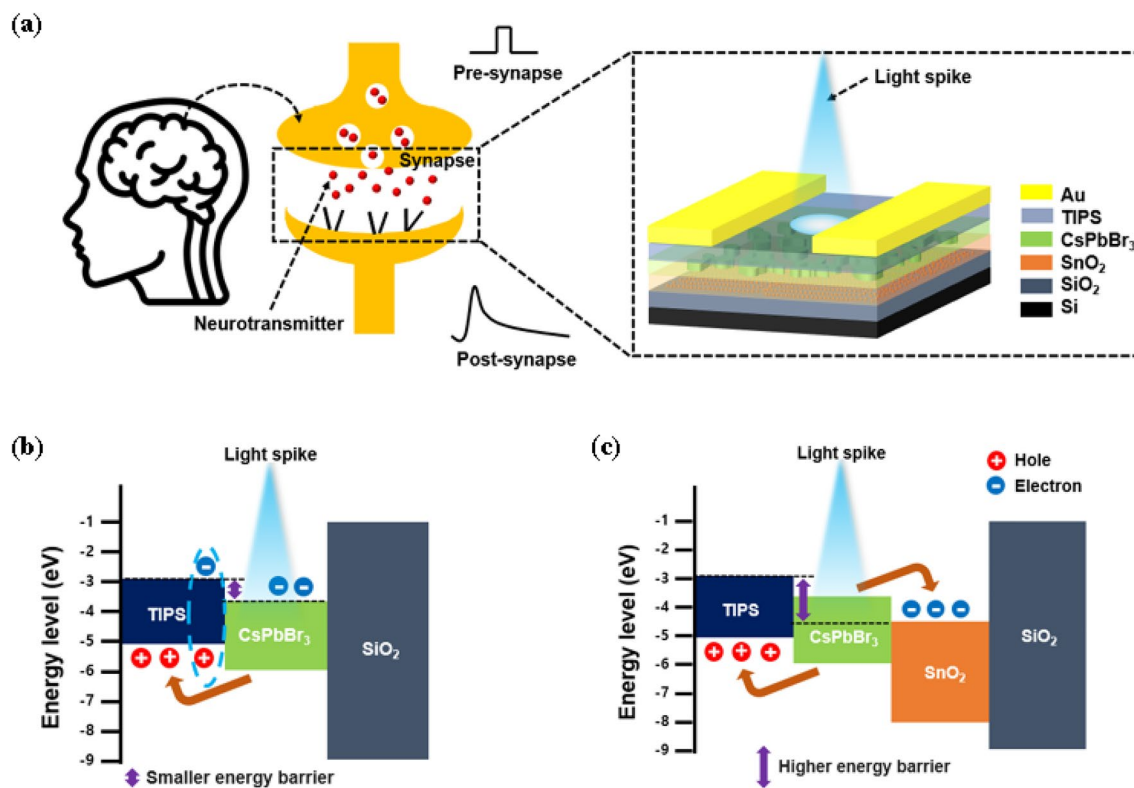 (a)
Pre-synapse
Light spike
Synapse
Neurotransmitter
Post-synapse
Au
TIPS
CsPbBr₃
SnO₂
SiO₂
Si
(b)
Light spike
Energy level (eV)
-1
-2
-3
-4
-5
-6
-7
-8
-9
TIPS
CsPbBr₃
SiO₂
Smaller energy barrier
(c)
Light spike
Hole
Electron
Energy level (eV)
-1
-2
-3
-4
-5
-6
-7
-8
-9
TIPS
CsPbBr₃
SnO₂
SiO₂
Higher energy barrier